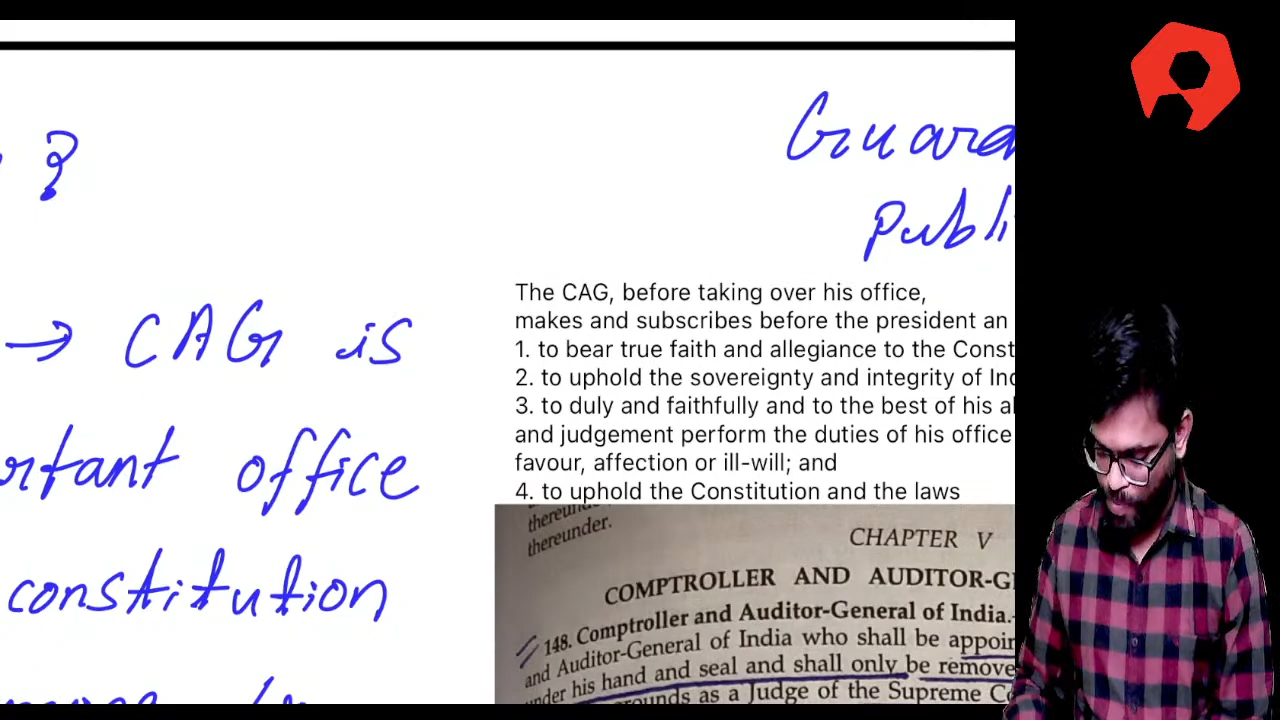 ?
Guard
Publi
→ CAG is
ortant office
constitution
The CAG, before taking over his office,
makes and subscribes before the president an
1. to bear true faith and allegiance to the Const
2. to uphold the sovereignty and integrity of Ind
3. to duly and faithfully and to the best of his al
and judgement perform the duties of his office
favour, affection or ill-will; and
4. to uphold the Constitution and the laws
thereunder.
CHAPTER V
COMPTROLLER AND AUDITOR-G
148. Comptroller and Auditor-General of India.
and Auditor-General of India who shall be appoin
under his hand and seal and shall only be remove
grounds as a Judge of the Supreme Co